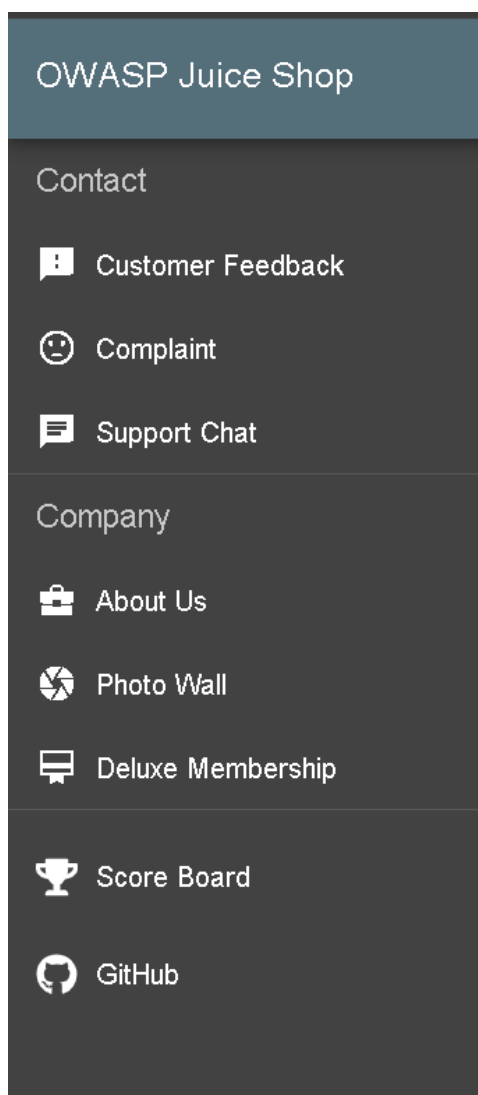 OWASP Juice Shop
Contact
Customer Feedback
Complaint
Support Chat
Company
About Us
Photo Wall
Deluxe Membership
Score Board
GitHub